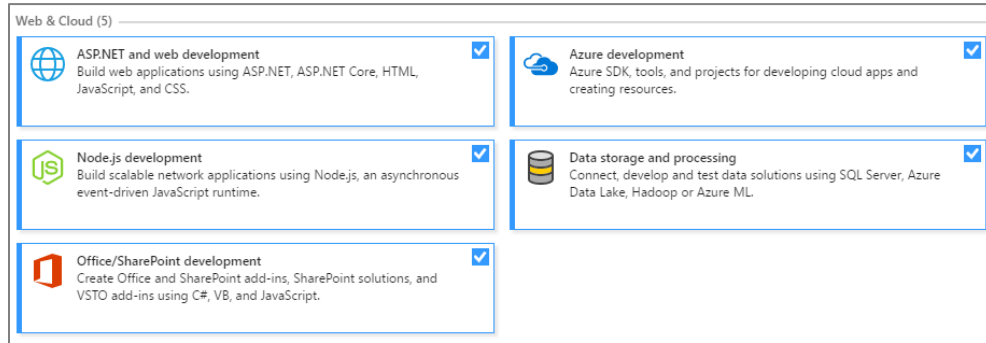 Web & Cloud (5)
ASP.NET and web development
Build web applications using ASP.NET, ASP.NET Core, HTML,
JavaScript, and CSS.
Azure development
Azure SDK, tools, and projects for developing cloud apps and
creating resources.
Node.js development
Build scalable network applications using Node.js, an asynchronous
event-driven JavaScript runtime.
Data storage and processing
Connect, develop and test data solutions using SQL Server, Azure
Data Lake, Hadoop or Azure ML.
Office/SharePoint development
Create Office and SharePoint add-ins, SharePoint solutions, and
VSTO add-ins using C#, VB, and JavaScript.
JS